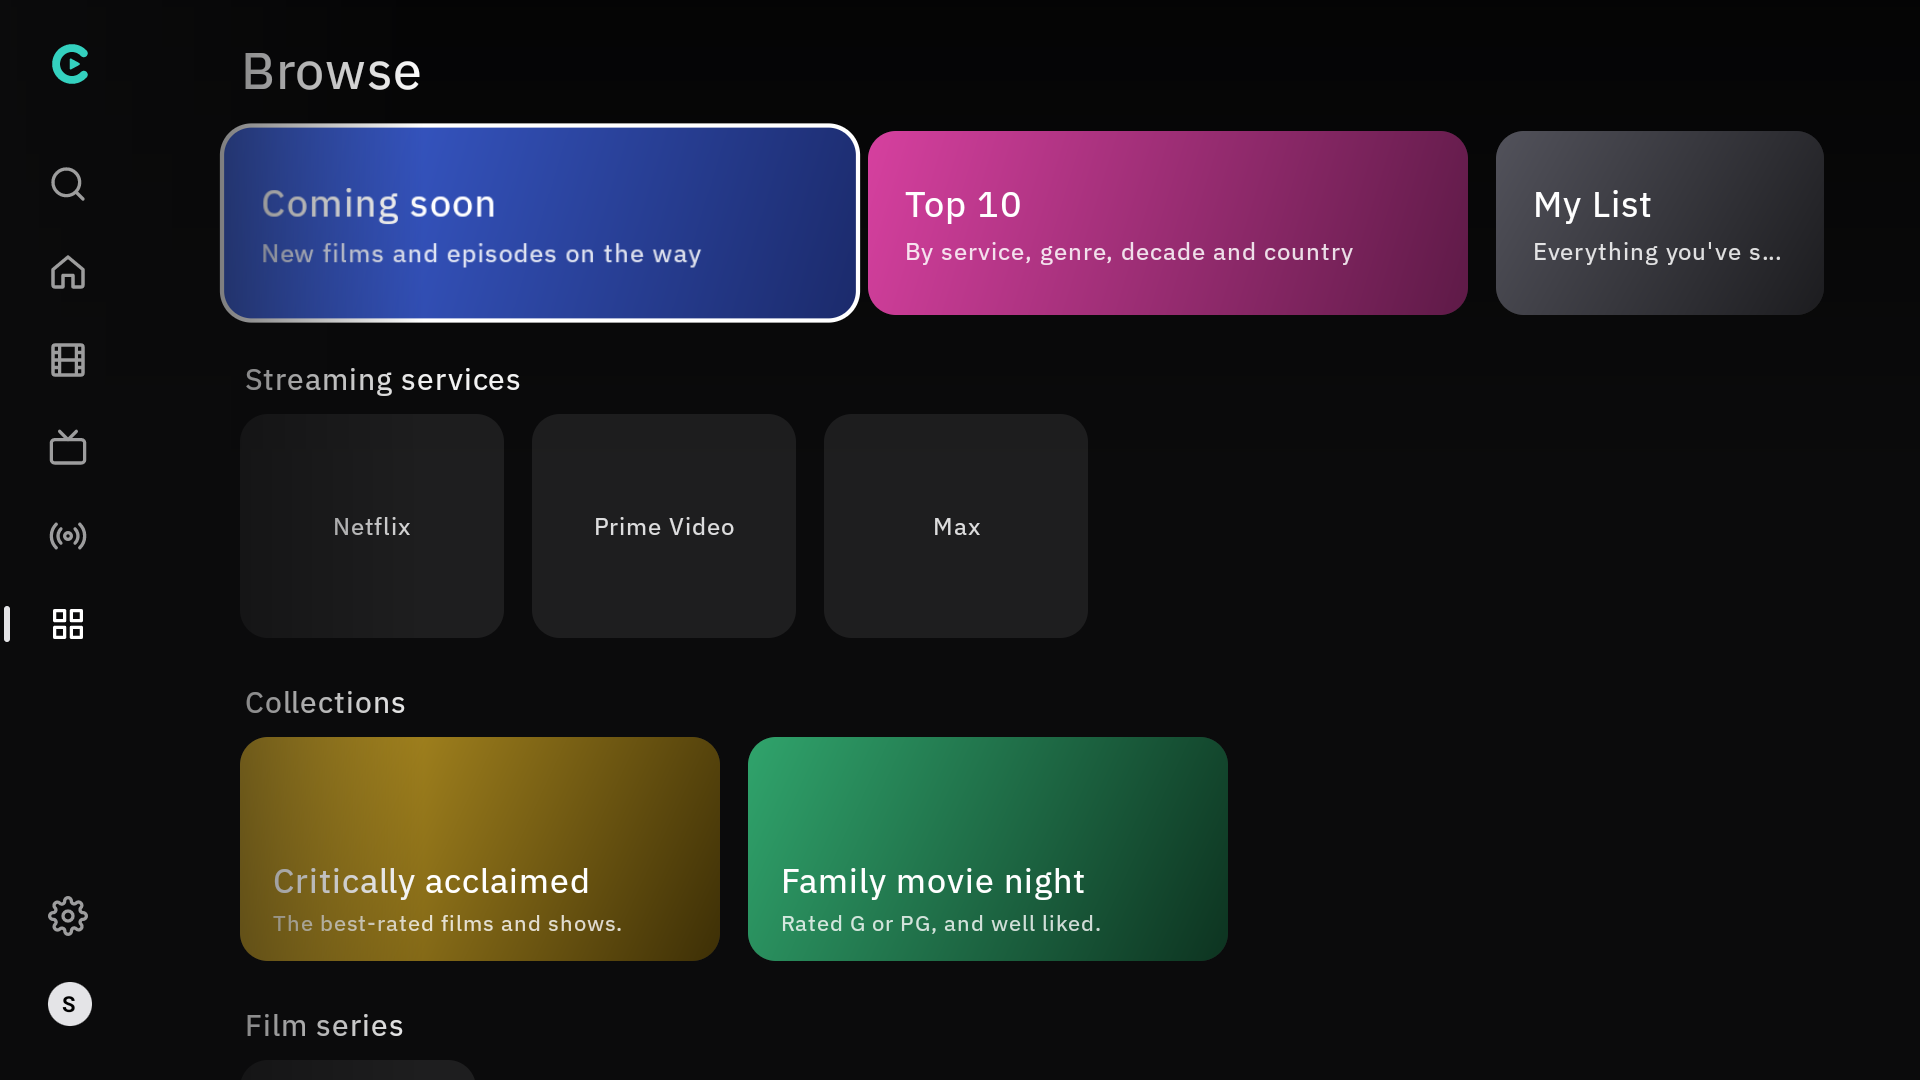 Browse
Coming soon
New films and episodes on the way
Top 10
By service, genre, decade and country
My List
Everything you've s...
Streaming services
Netflix
Prime Video
Max
Collections
Critically acclaimed
The best-rated films and shows.
Family movie night
Rated G or PG, and well liked.
Film series
S